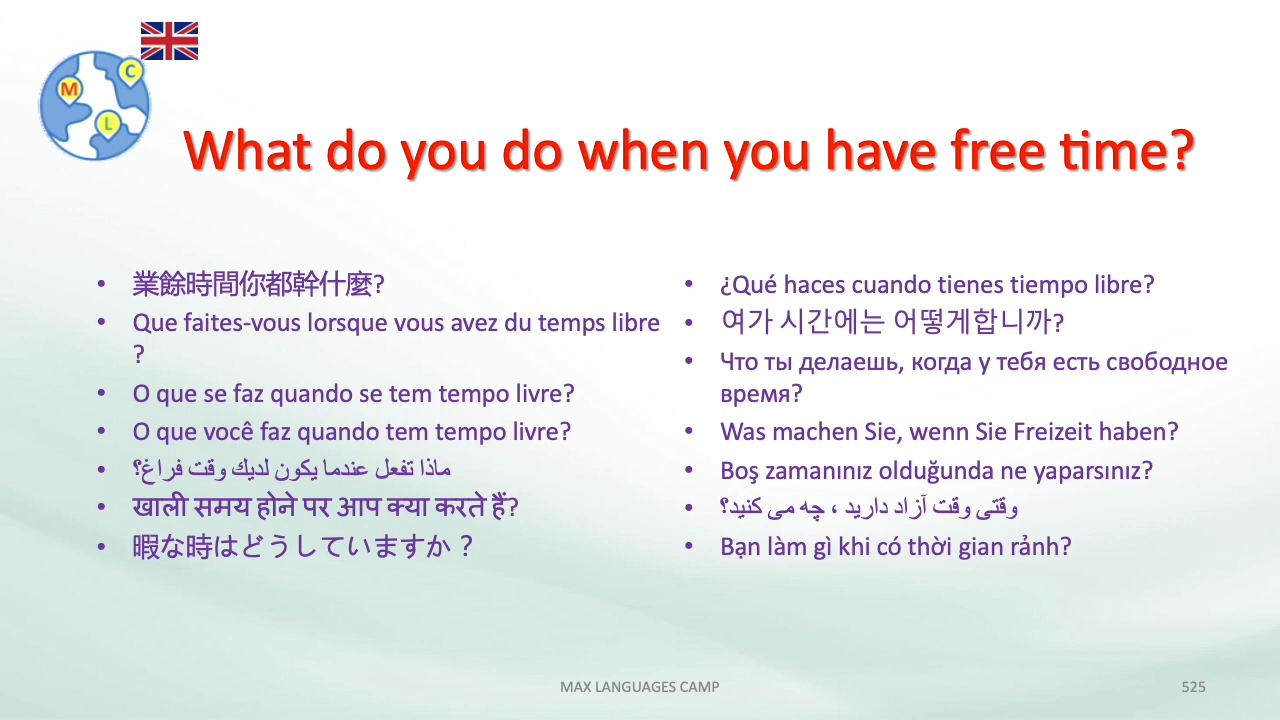 M
C
L
What do you do when you have free time?
業餘時間你都幹什麼?
Que faites-vous lorsque vous avez du temps libre
?
O que se faz quando se tem tempo livre?
O que você faz quando tem tempo livre?
ماذا تفعل عندما يكون لديك وقت فراغ؟
खाली समय होने पर आप क्या करते हैं?
暇な時はどうしていますか？
¿Qué haces cuando tienes tiempo libre?
여가 시간에는 어떻게합니까?
Что ты делаешь, когда у тебя есть свободное
время?
Was machen Sie, wenn Sie Freizeit haben?
Boş zamanınız olduğunda ne yaparsınız?
وقتی وقت آزاد دارید ، چه می کنید؟
Bạn làm gì khi có thời gian rảnh?
MAX LANGUAGES CAMP
525